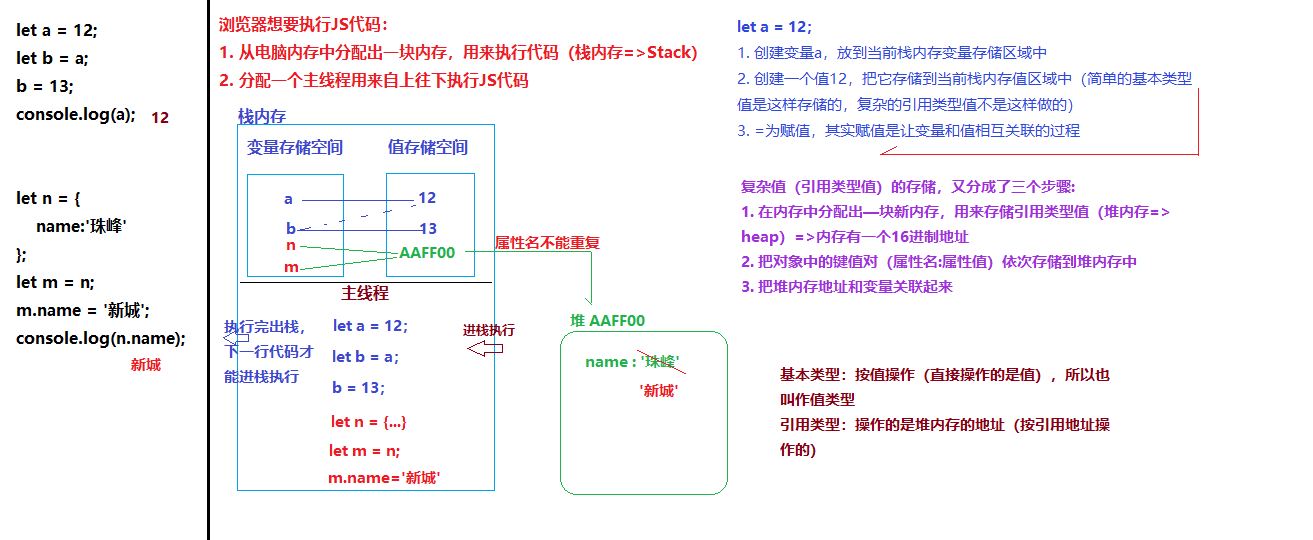 let a = 12;
let b = a;
b = 13;
console.log(a); 12
let n = {
name:'珠峰'
};
let m = n;
m.name = '新城';
console.log(n.name);
新城
浏览器想要执行JS代码：
1. 从电脑内存中分配出一块内存，用来执行代码（栈内存=>Stack）
2. 分配一个主线程用来自上往下执行JS代码
栈内存
变量存储空间 值存储空间
a 12
b 13
n AAFF00
m
属性名不能重复
主线程
执行完出栈，
下一行代码才
能进栈执行
let a = 12;
let b = a;
b = 13;
let n = {...}
let m = n;
m.name='新城'
进栈执行
堆 AAFF00
name : '珠峰'
'新城'
let a = 12;
1. 创建变量a，放到当前栈内存变量存储区域中
2. 创建一个值12，把它存储到当前栈内存值区域中（简单的基本类型
值是这样存储的，复杂的引用类型值不是这样做的）
3. =为赋值，其实赋值是让变量和值相互关联的过程
复杂值（引用类型值）的存储，又分成了三个步骤:
1. 在内存中分配出一块新内存，用来存储引用类型值（堆内存=>
heap）=>内存有一个16进制地址
2. 把对象中的键值对（属性名:属性值）依次存储到堆内存中
3. 把堆内存地址和变量关联起来
基本类型：按值操作（直接操作的是值），所以也
叫作值类型
引用类型：操作的是堆内存的地址（按引用地址操
作的）